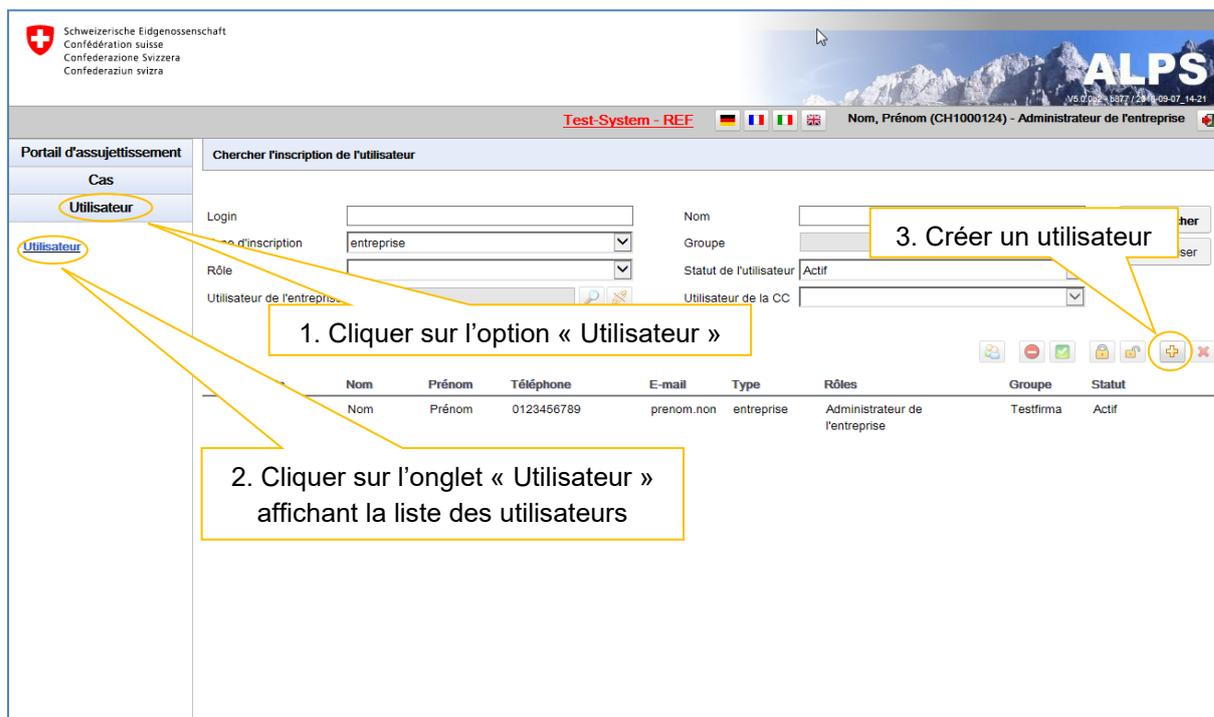 Schweizerische Eidgenossenschaft
Confédération suisse
Confederazione Svizzera
Confederaziun svizra
ALPS
Test-System - REF
Nom, Prénom (CH1000124) - Administrateur de l'entreprise
Portail d'assujettissement
Chercher l'inscription de l'utilisateur
Cas
Utilisateur
Utilisateur
Login
Nom
d'inscription
entreprise
Groupe
Rôle
Statut de l'utilisateur
Actif
Utilisateur de l'entreprise
Utilisateur de la CC
3. Créer un utilisateur
1. Cliquer sur l'option « Utilisateur »
Nom Prénom Téléphone E-mail Type Rôles Groupe Statut
Nom Prénom 0123456789 prenom.non entreprise Administrateur de Testfirma Actif
l'entreprise
2. Cliquer sur l'onglet « Utilisateur »
affichant la liste des utilisateurs